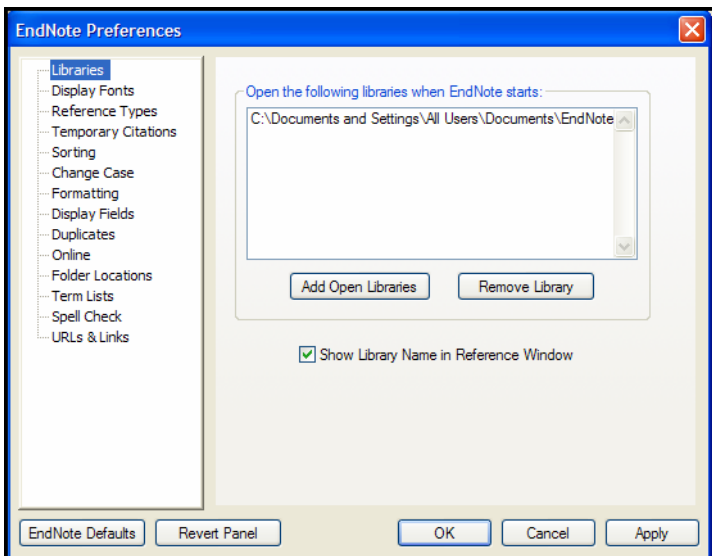 EndNote Preferences
Libraries
Display Fonts
Reference Types
Temporary Citations
Sorting
Change Case
Formatting
Display Fields
Duplicates
Online
Folder Locations
Term Lists
Spell Check
URLs & Links
Open the following libraries when EndNote starts:
C:\Documents and Settings\All Users\Documents\EndNote
Add Open Libraries
Remove Library
Show Library Name in Reference Window
EndNote Defaults
Revert Panel
OK
Cancel
Apply